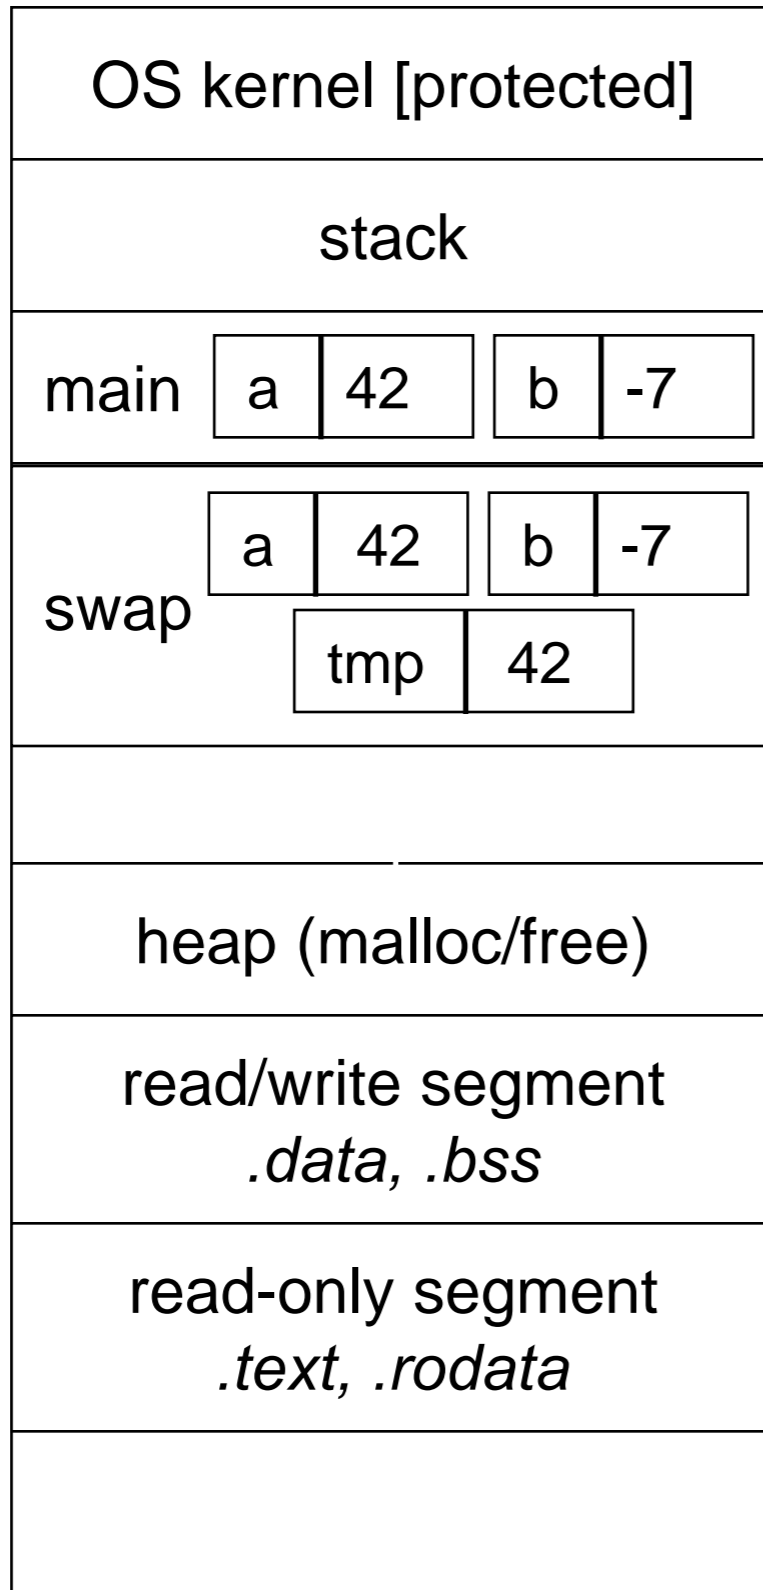 OS kernel [protected]
stack
main a 42 b -7
a 42 b -7
swap
tmp 42
heap (malloc/free)
read/write segment
.data, .bss
read-only segment
.text, .rodata